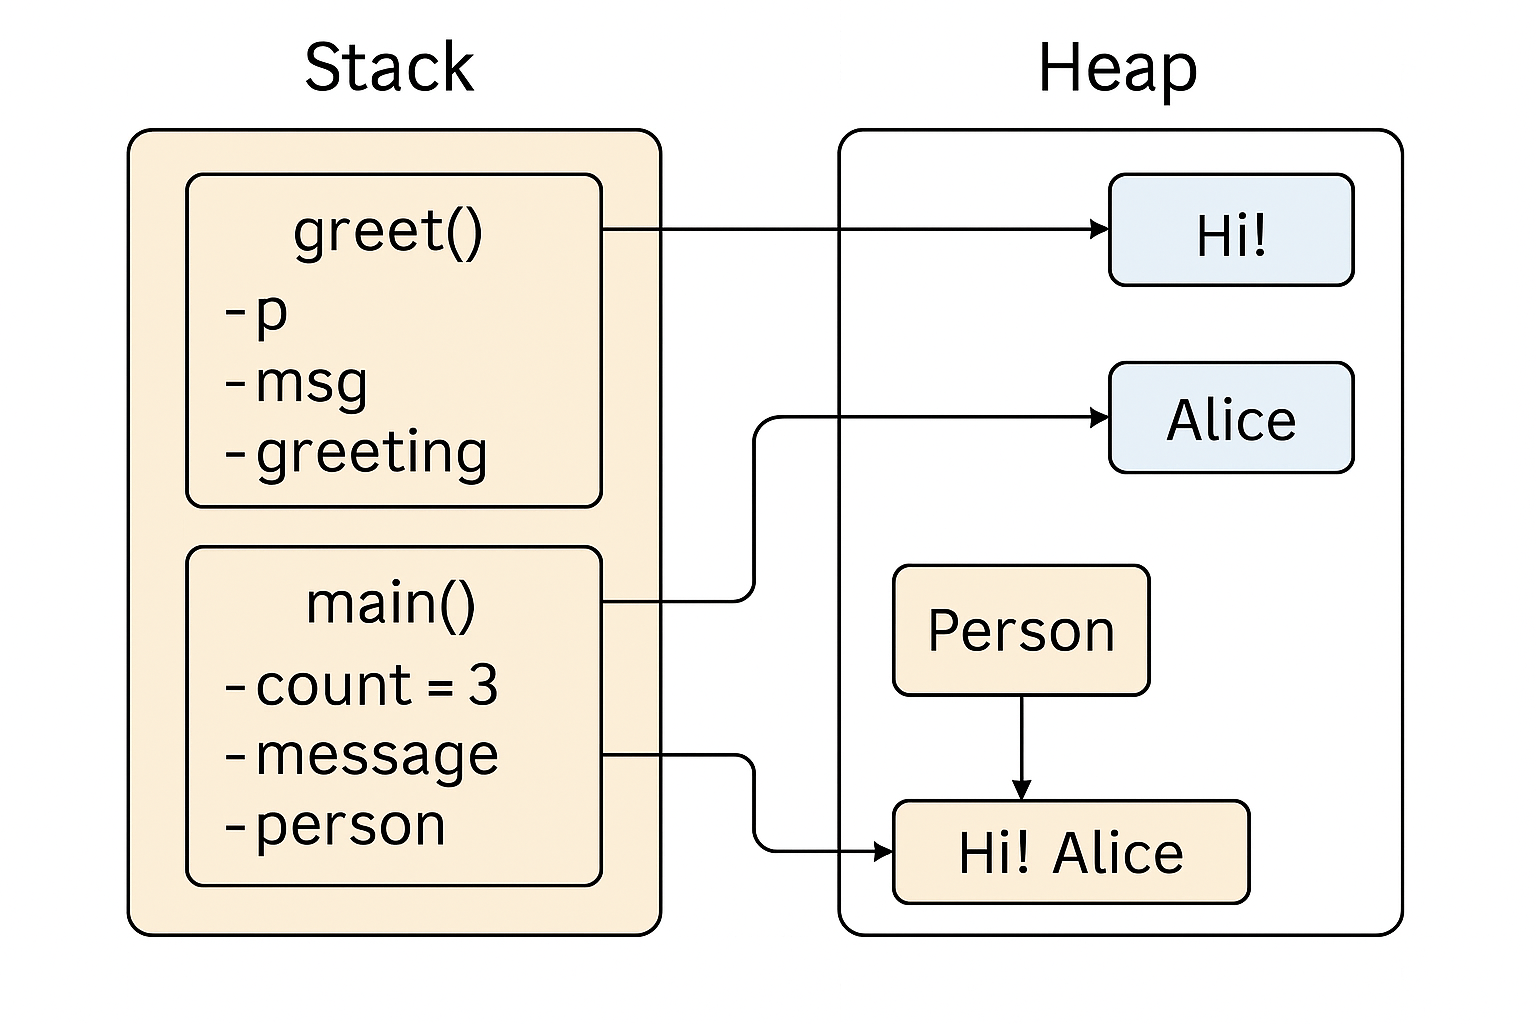 Stack
greet()
-p
-msg
-greeting
main()
-count = 3
-message
-person
Heap
Hi!
Alice
Person
Hi! Alice